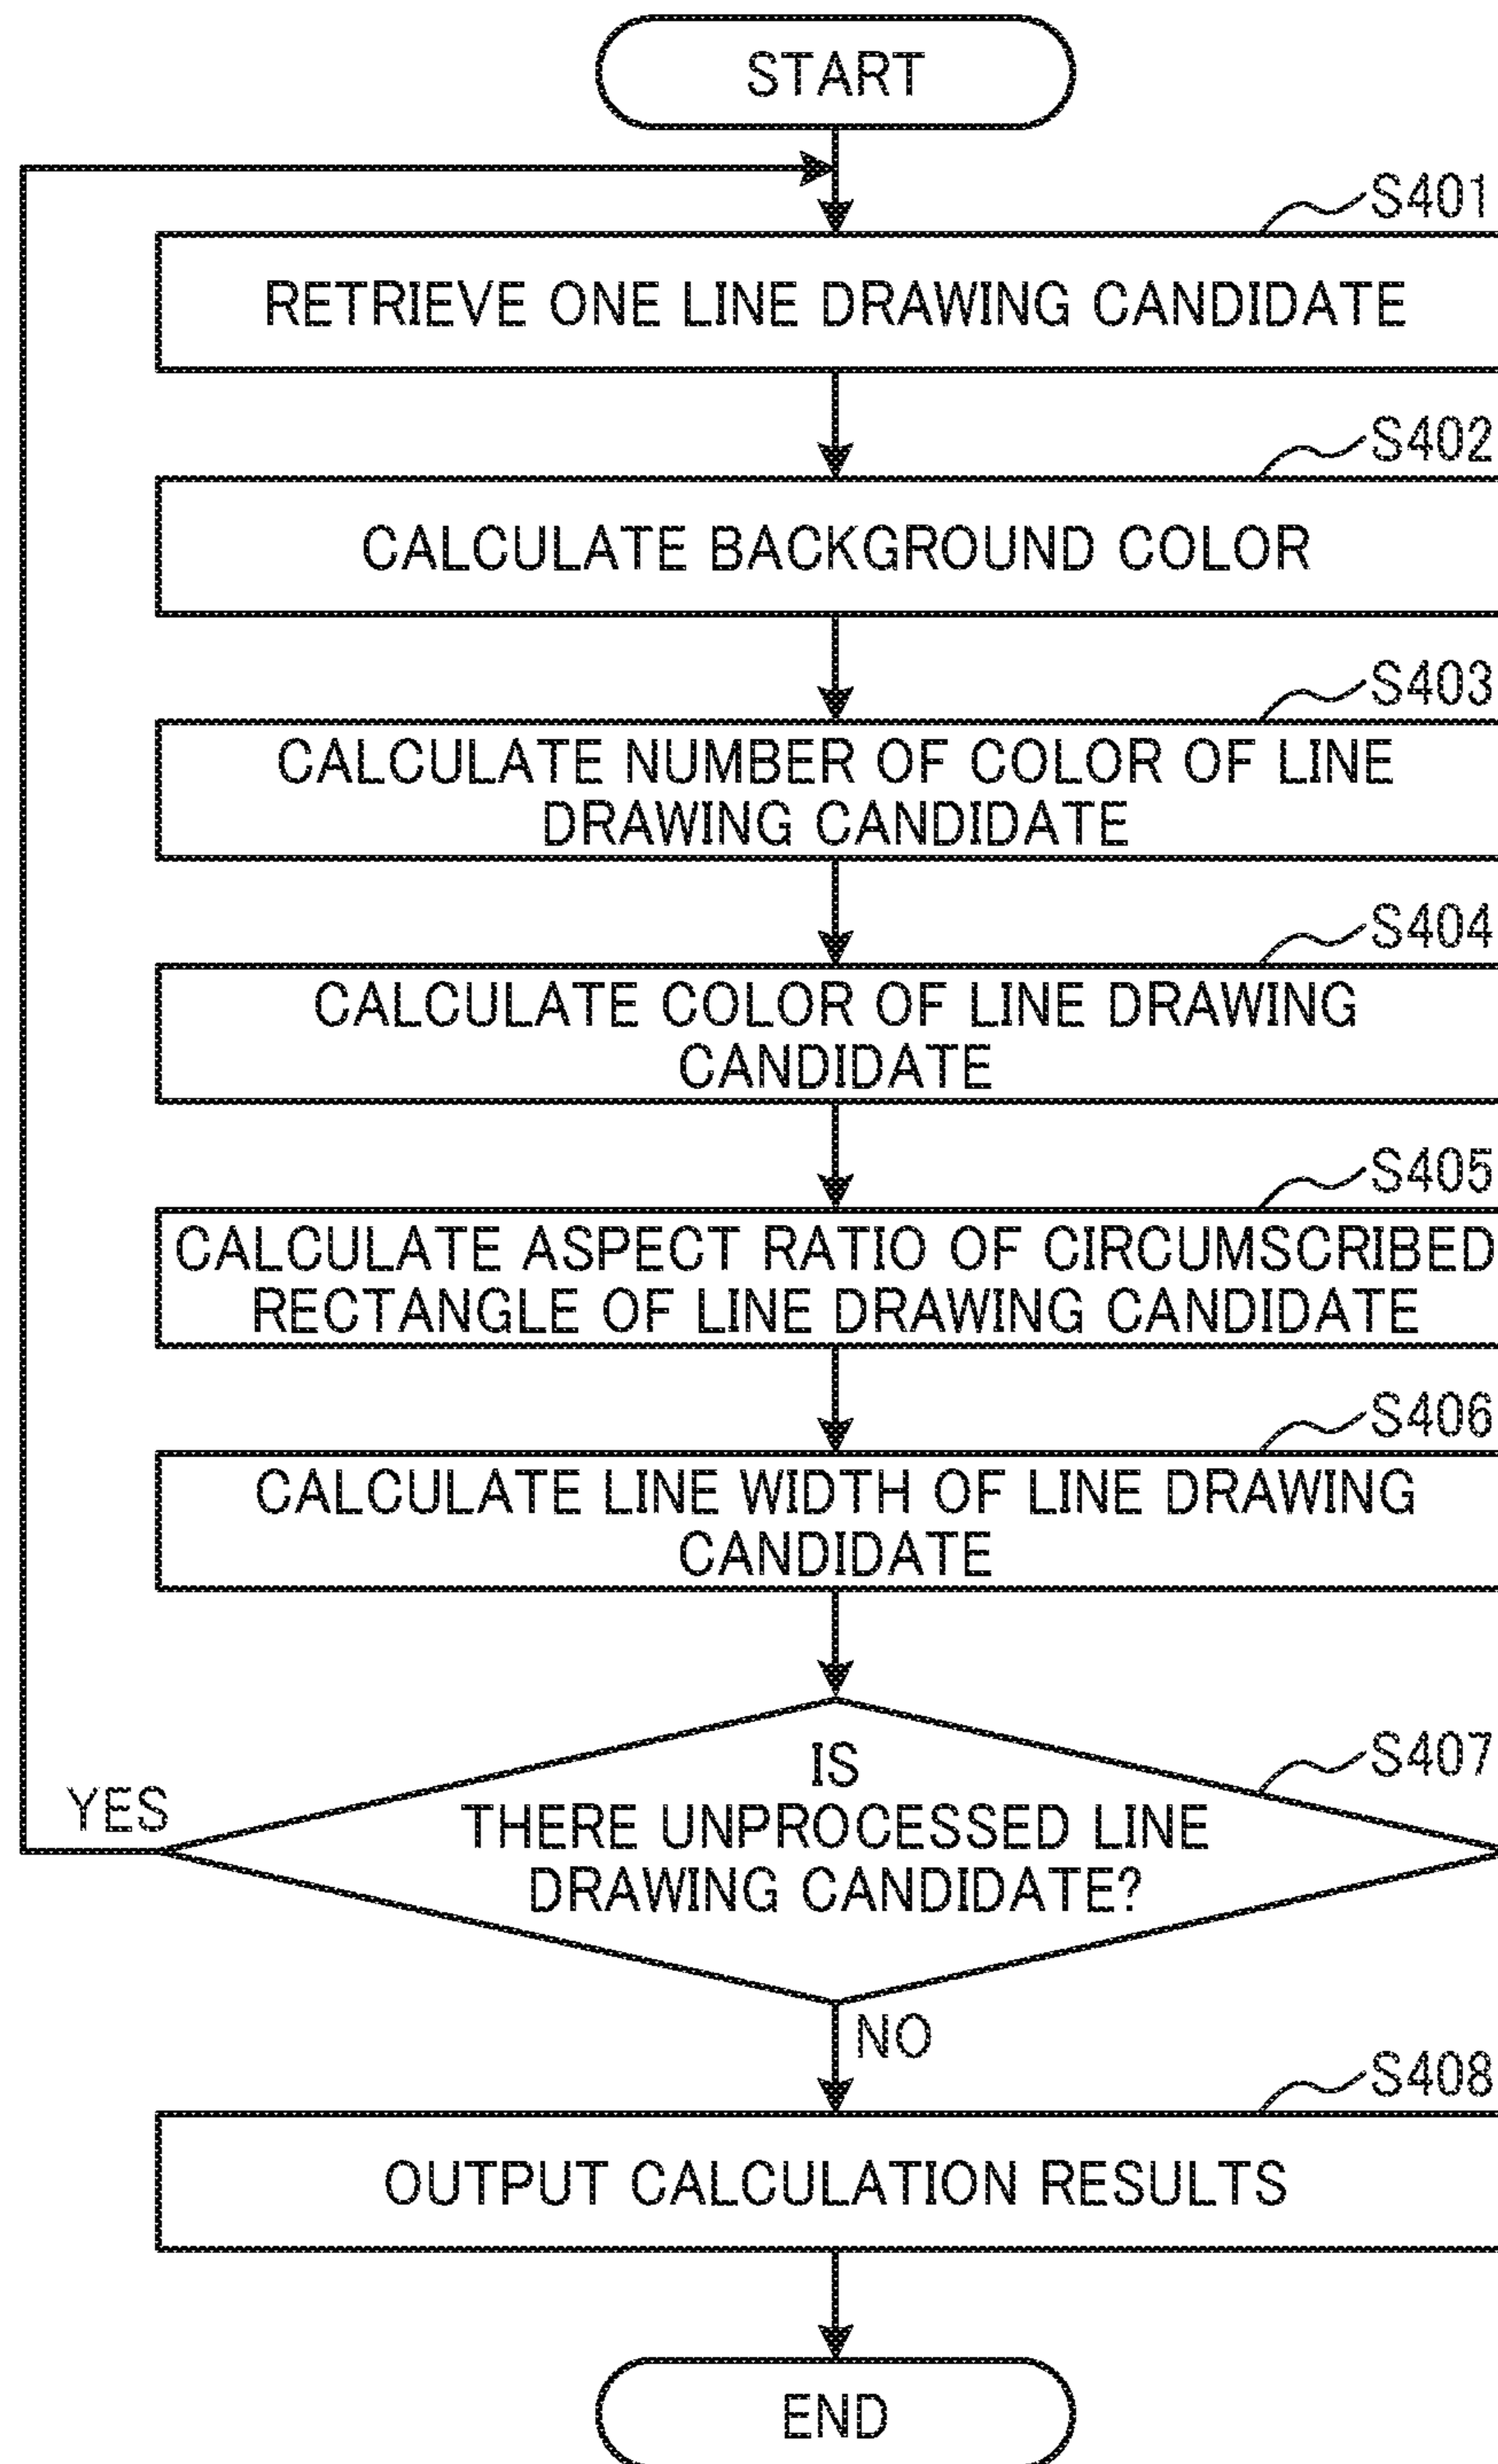 START
S401
RETRIEVE ONE LINE DRAWING CANDIDATE
S402
CALCULATE BACKGROUND COLOR
S403
CALCULATE NUMBER OF COLOR OF LINE
DRAWING CANDIDATE
S404
CALCULATE COLOR OF LINE DRAWING
CANDIDATE
S405
CALCULATE ASPECT RATIO OF CIRCUMSCRIBED
RECTANGLE OF LINE DRAWING CANDIDATE
S406
CALCULATE LINE WIDTH OF LINE DRAWING
CANDIDATE
S407
IS
YES
THERE UNPROCESSED LINE
DRAWING CANDIDATE?
NO
S408
OUTPUT CALCULATION RESULTS
END